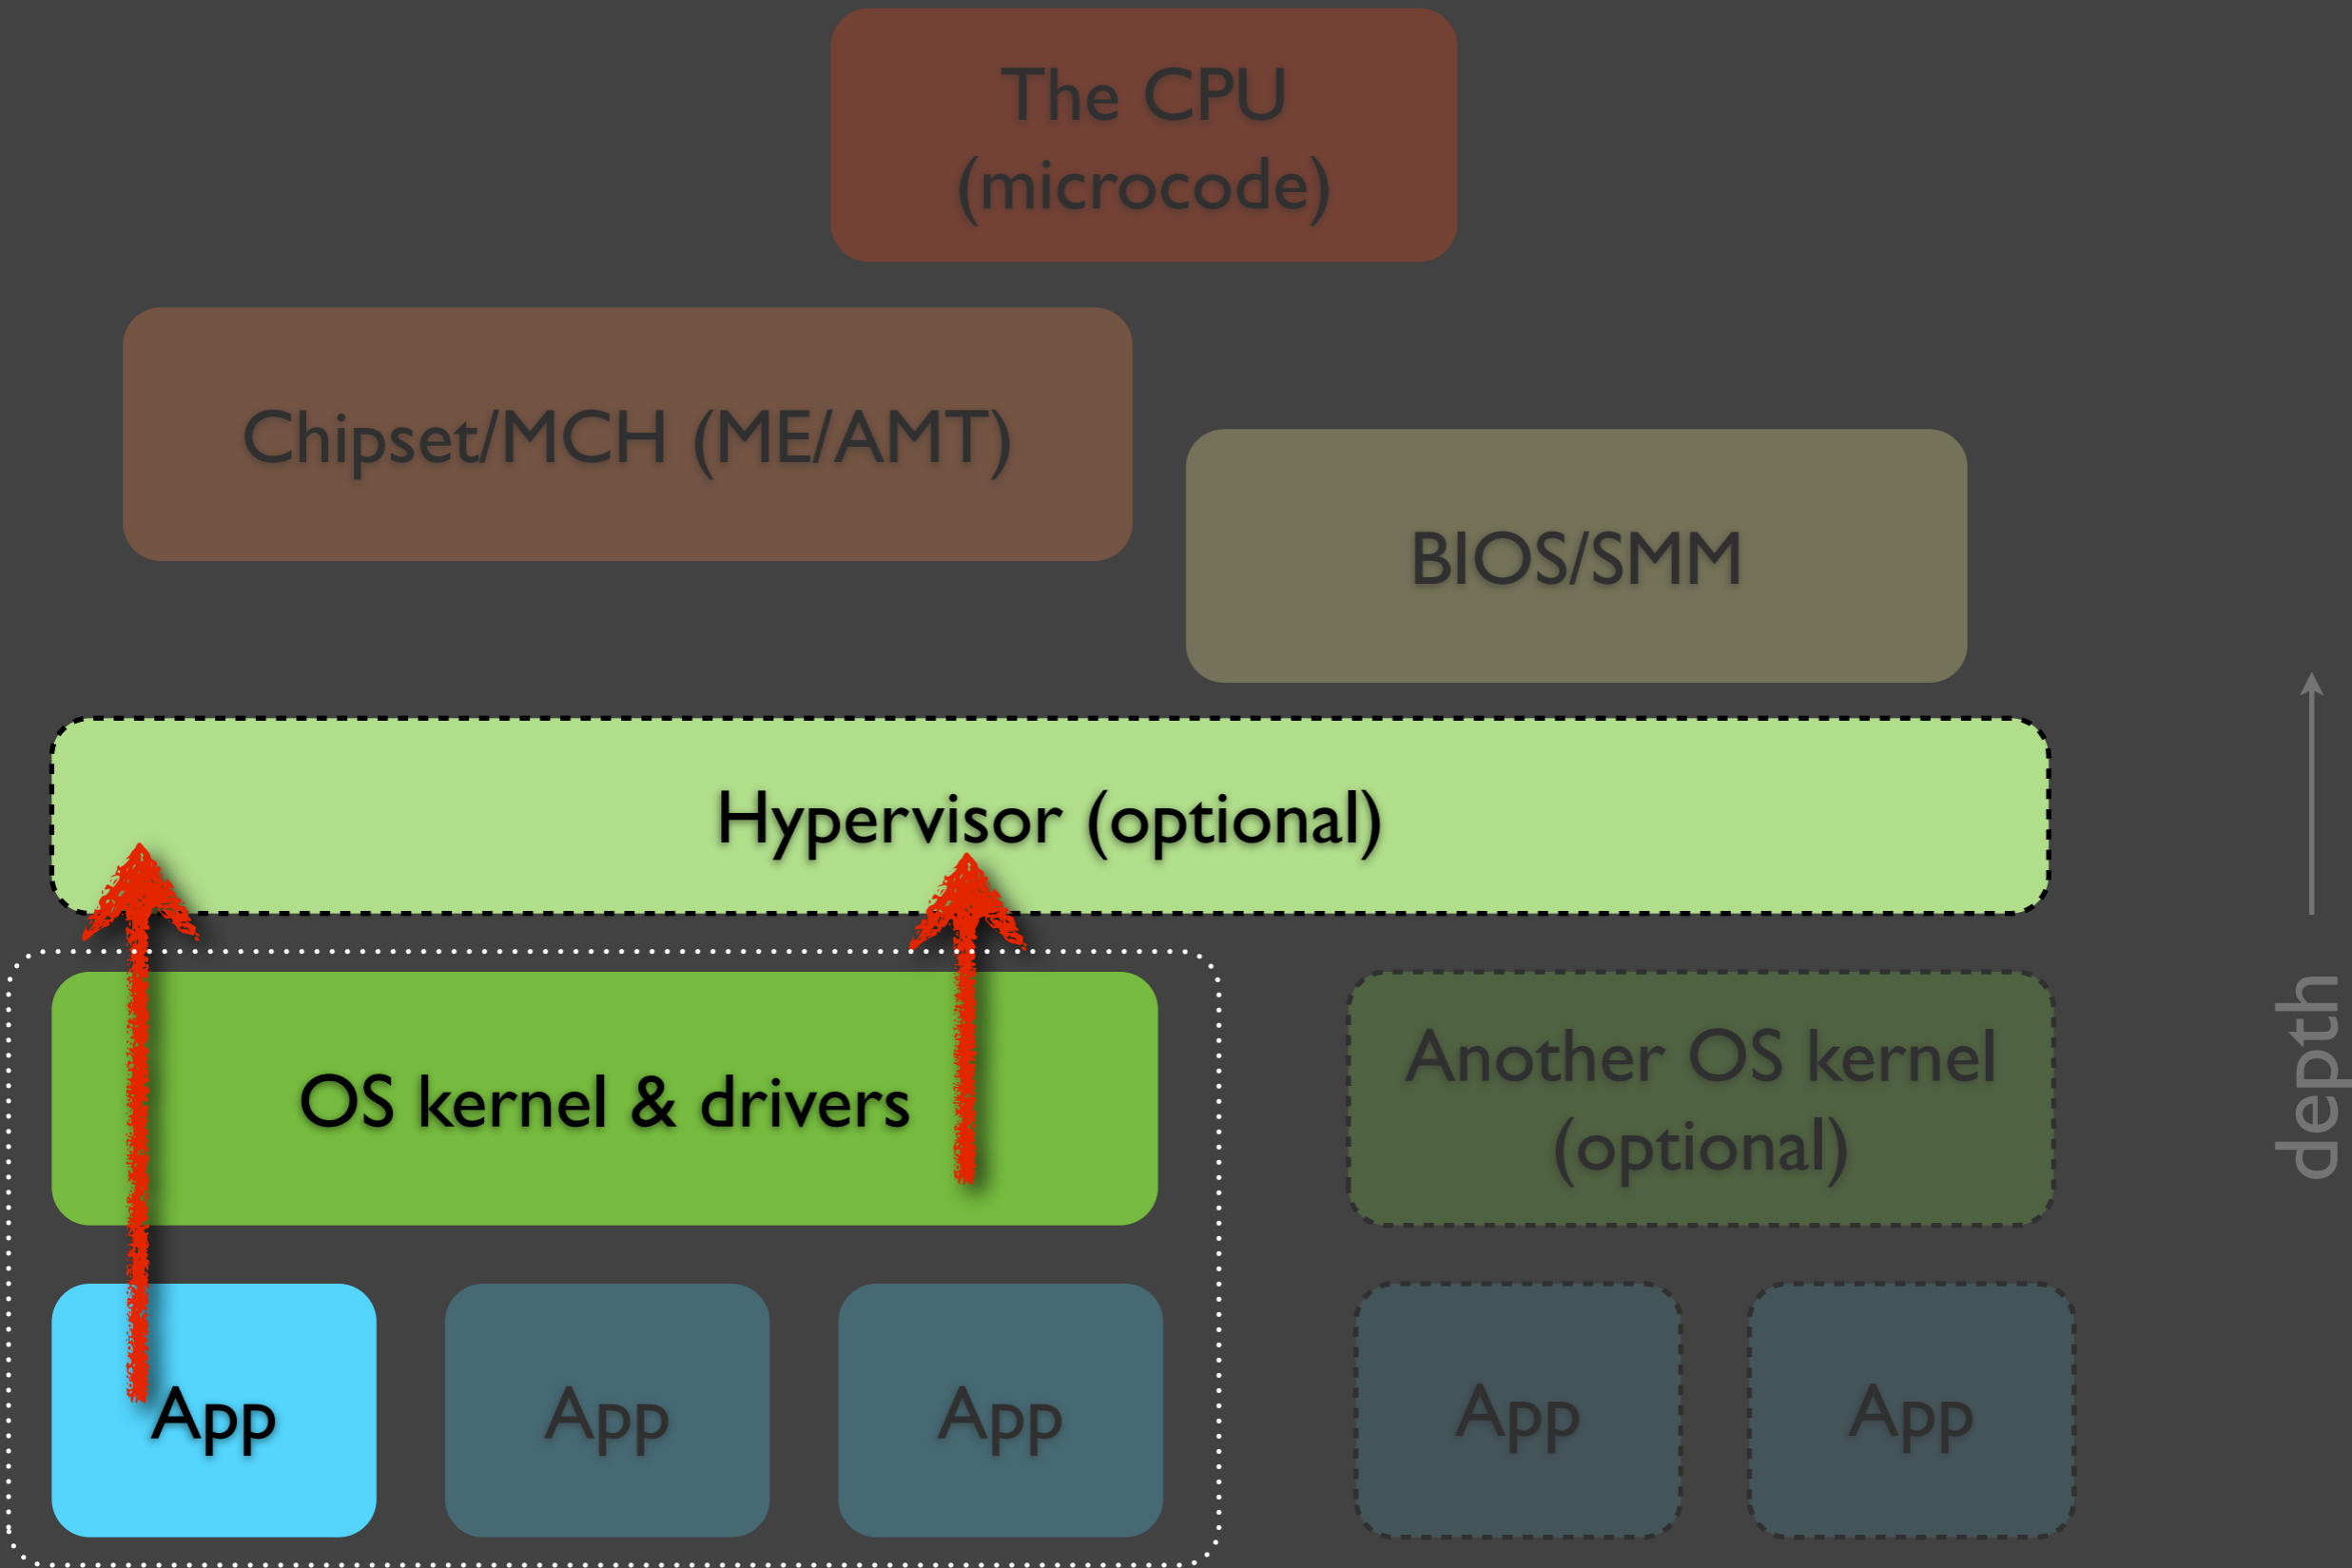 The CPU
(microcode)
Chipset/MCH (ME/AMT)
BIOS/SMM
Hypervisor (optional)
OS kernel & drivers
Another OS kernel
(optional)
App
App
App
App
App
depth